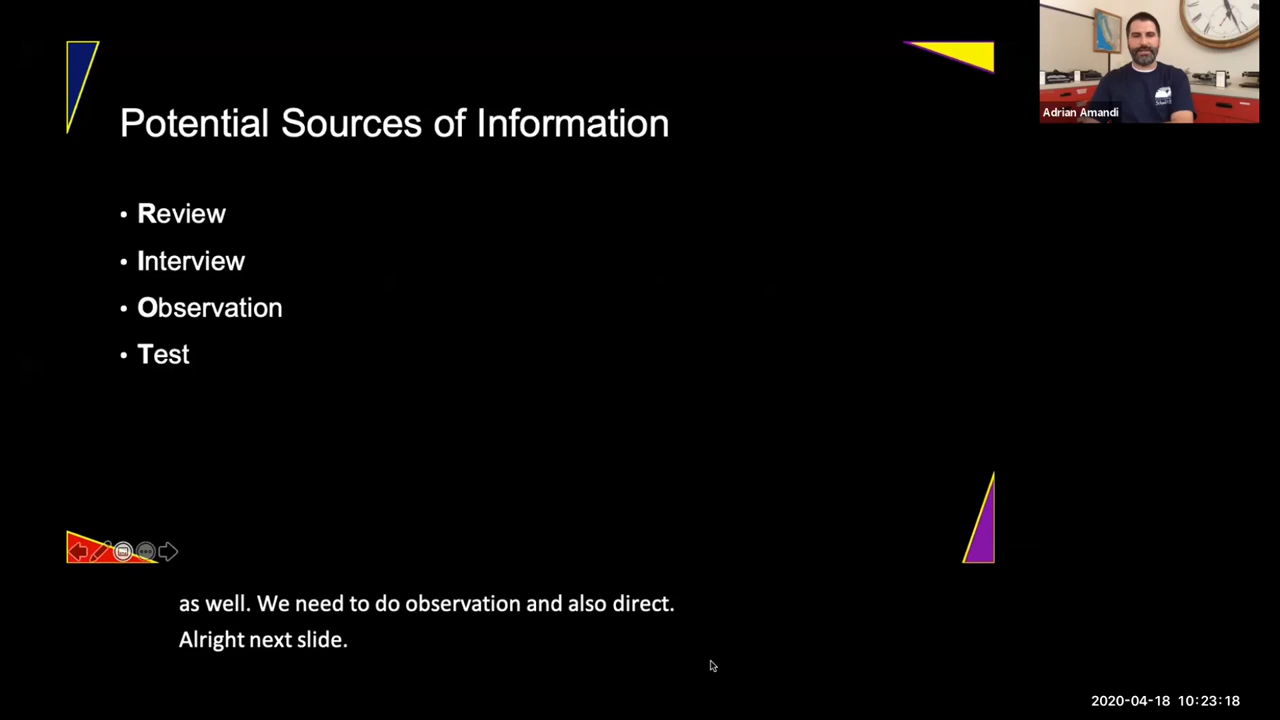 Potential Sources of Information
• Review
• Interview
• Observation
• Test
as well. We need to do observation and also direct.
Alright next slide.
Adrian Amandi
2020-04-18 10:23:18